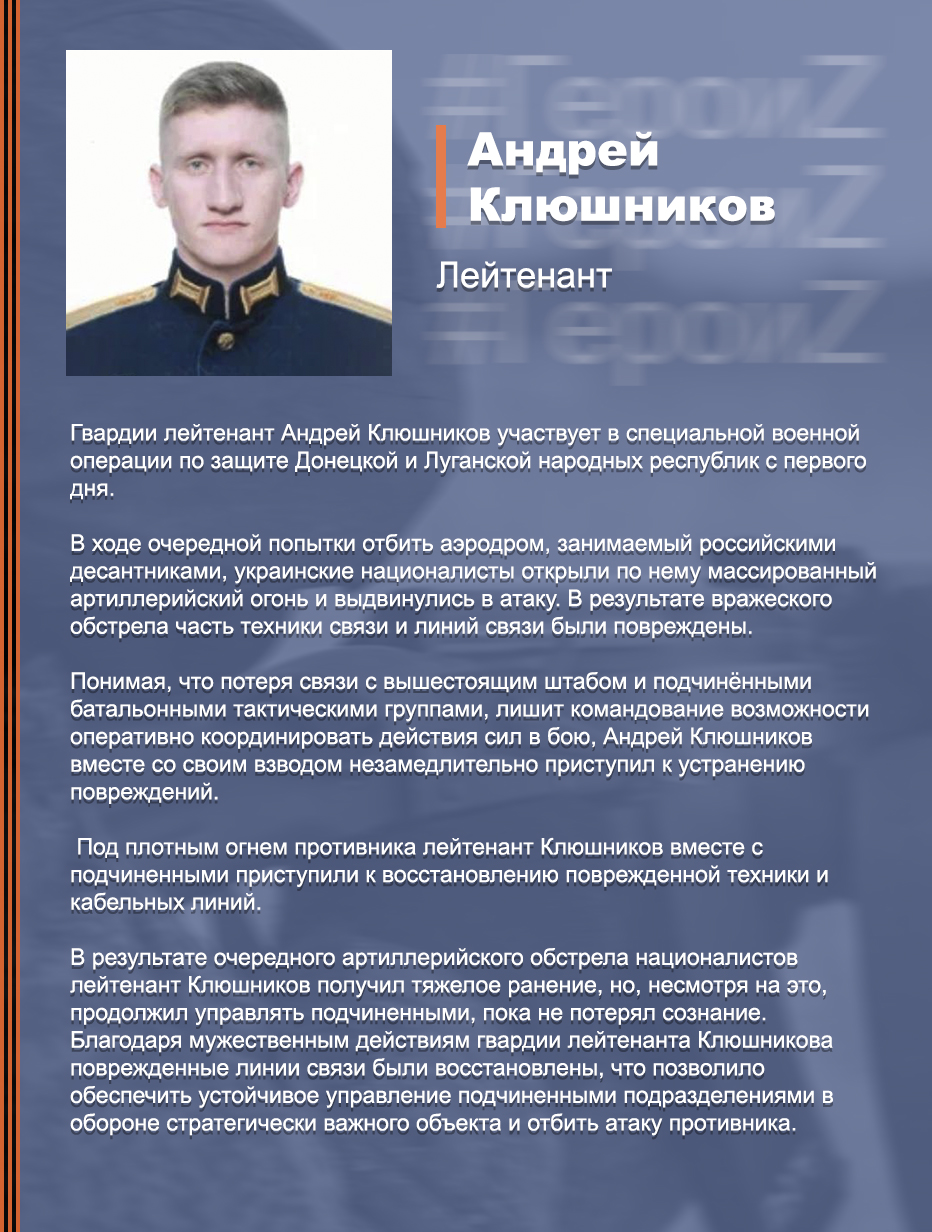 #ГероиZ
Андрей
#ГероиZ
Клюшников
Лейтенант
#ГероиZ
Гвардии лейтенант Андрей Клюшников участвует в специальной военной
операции по защите Донецкой и Луганской народных республик с первого
дня.
В ходе очередной попытки отбить аэродром, занимаемый российскими
десантниками, украинские националисты открыли по нему массированный
артиллерийский огонь и выдвинулись в атаку. В результате вражеского
обстрела часть техники связи и линий связи были повреждены.
Понимая, что потеря связи с вышестоящим штабом и подчинёнными
батальонными тактическими группами, лишит командование возможности
оперативно координировать действия сил в бою, Андрей Клюшников
вместе со своим взводом незамедлительно приступил к устранению
повреждений.
Под плотным огнем противника лейтенант Клюшников вместе с
подчиненными приступили к восстановлению поврежденной техники и
кабельных линий.
В результате очередного артиллерийского обстрела националистов
лейтенант Клюшников получил тяжелое ранение, но, несмотря на это,
продолжил управлять подчиненными, пока не потерял сознание.
Благодаря мужественным действиям гвардии лейтенанта Клюшникова
поврежденные линии связи были восстановлены, что позволило
обеспечить устойчивое управление подчиненными подразделениями в
обороне стратегически важного объекта и отбить атаку противника.